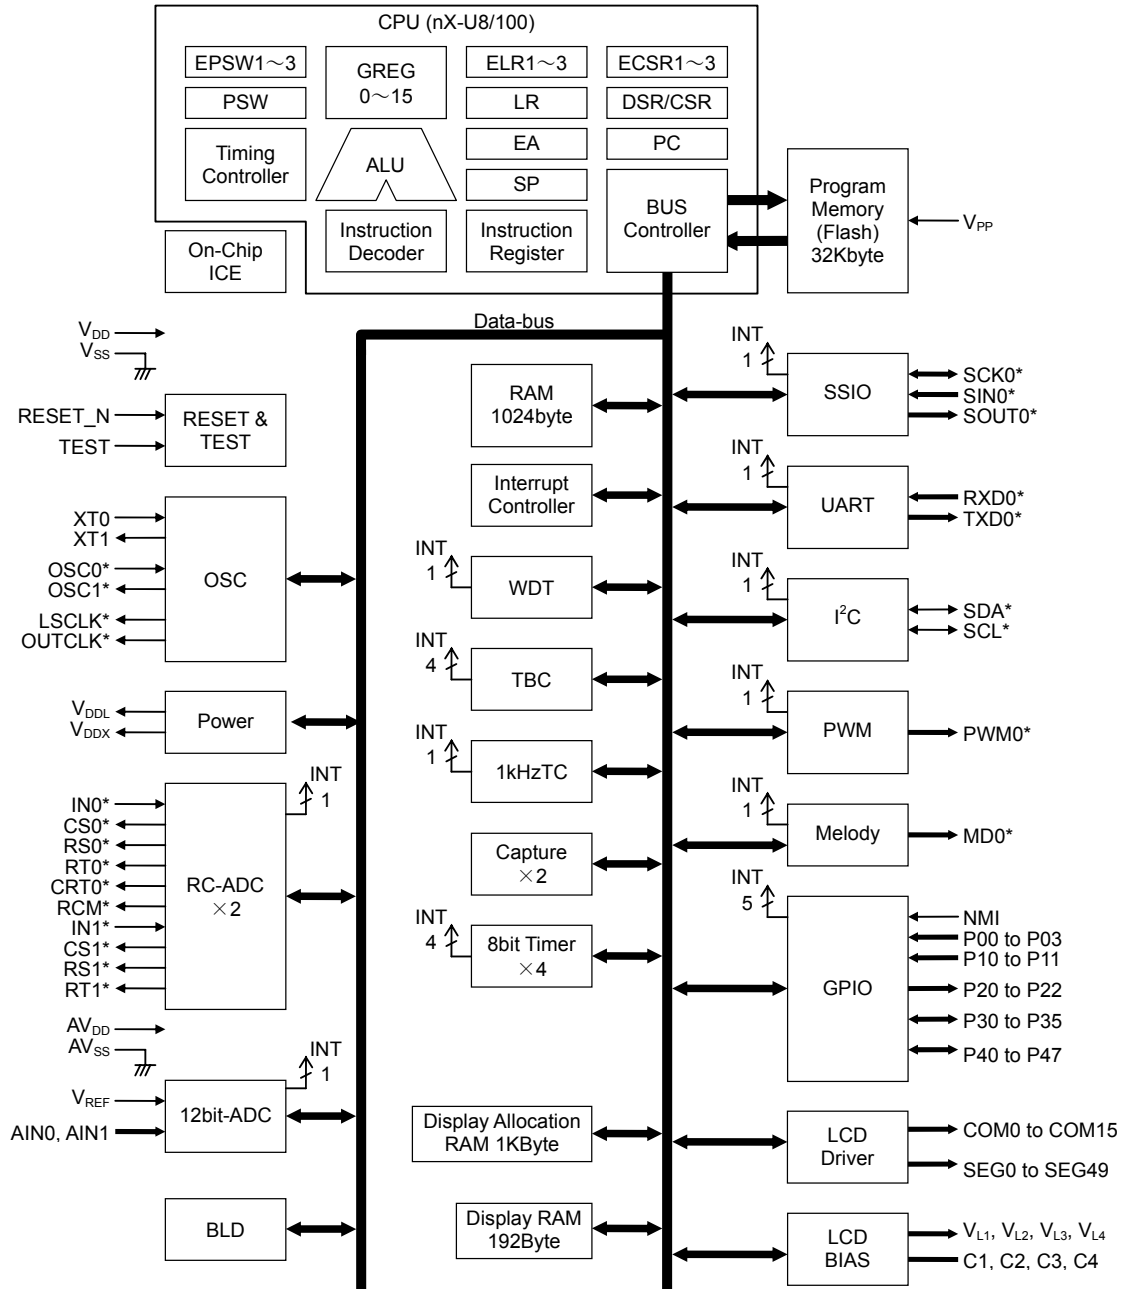 CPU (nX-U8/100)
EPSW1~3
GREG
0~15
ELR1~3
ECSR1~3
PSW
LR
DSR/CSR
Timing
Controller
ALU
EA
PC
SP
BUS
Controller
Instruction
Decoder
Instruction
Register
On-Chip
ICE
Program
Memory
(Flash)
32Kbyte
VPP
Data-bus
VDD
VSS
RESET_N
TEST
RESET &
TEST
XT0
XT1
OSC0*
OSC1*
LSCLK*
OUTCLK*
OSC
VDDL
VDDX
Power
IN0*
CS0*
RS0*
RT0*
CRT0*
RCM*
IN1*
CS1*
RS1*
RT1*
RC-ADC
×2
INT
1
AVDD
AVSS
VREF
AIN0, AIN1
12bit-ADC
INT
1
BLD
RAM
1024byte
Interrupt
Controller
INT
1
WDT
INT
4
TBC
INT
1
1kHzTC
Capture
×2
INT
4
8bit Timer
×4
Display Allocation
RAM 1KByte
Display RAM
192Byte
INT
1
SSIO
SCK0*
SIN0*
SOUT0*
INT
1
UART
RXD0*
TXD0*
INT
1
I2C
SDA*
SCL*
INT
1
PWM
PWM0*
INT
1
Melody
MD0*
INT
5
GPIO
NMI
P00 to P03
P10 to P11
P20 to P22
P30 to P35
P40 to P47
LCD
Driver
COM0 to COM15
SEG0 to SEG49
LCD
BIAS
VL1, VL2, VL3, VL4
C1, C2, C3, C4